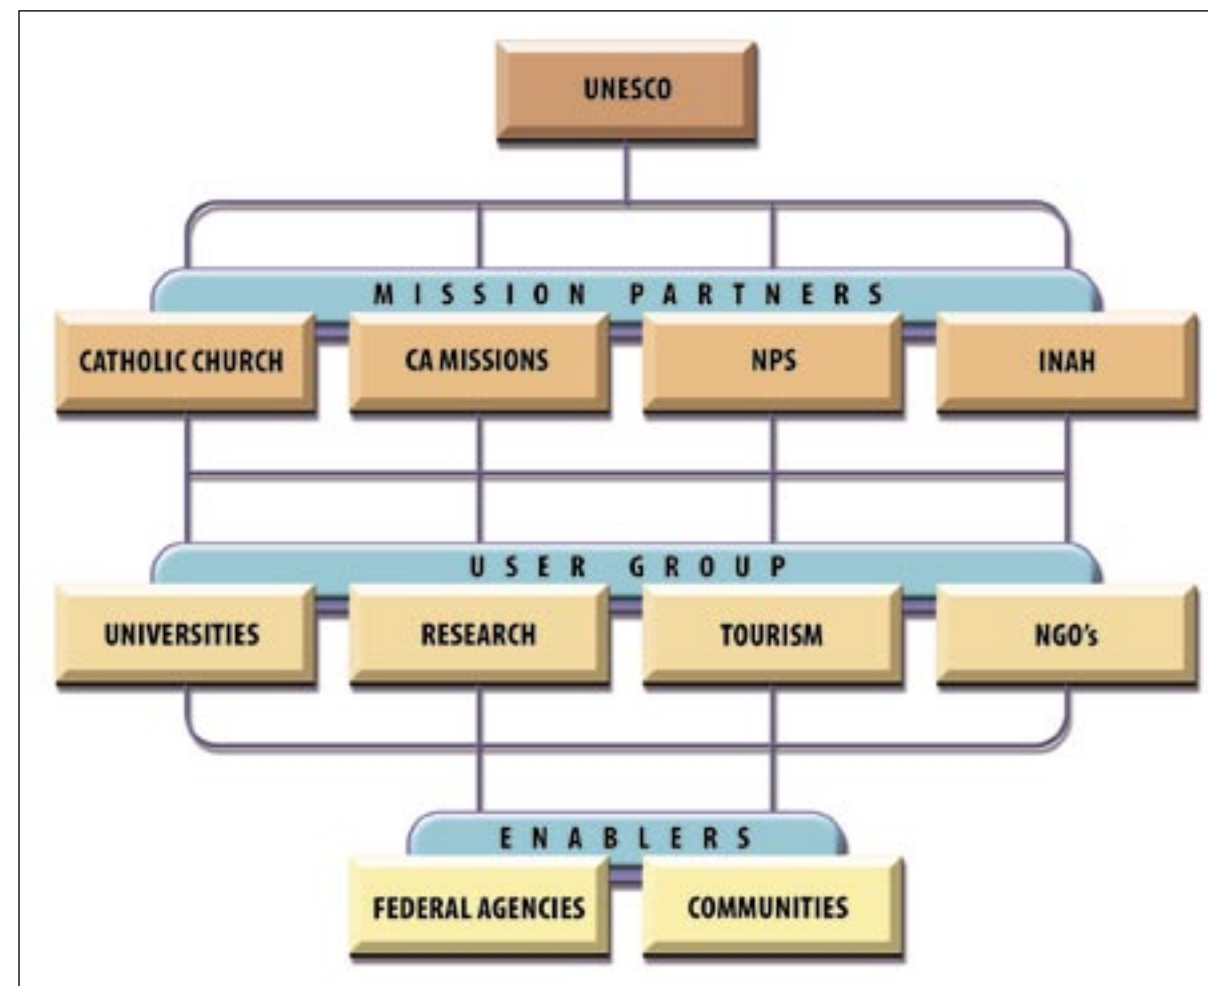 UNESCO
MISSION PARTNERS
CATHOLIC CHURCH
CA MISSIONS
NPS
INAH
USER GROUP
UNIVERSITIES
RESEARCH
TOURISM
NGO's
ENABLERS
FEDERAL AGENCIES
COMMUNITIES